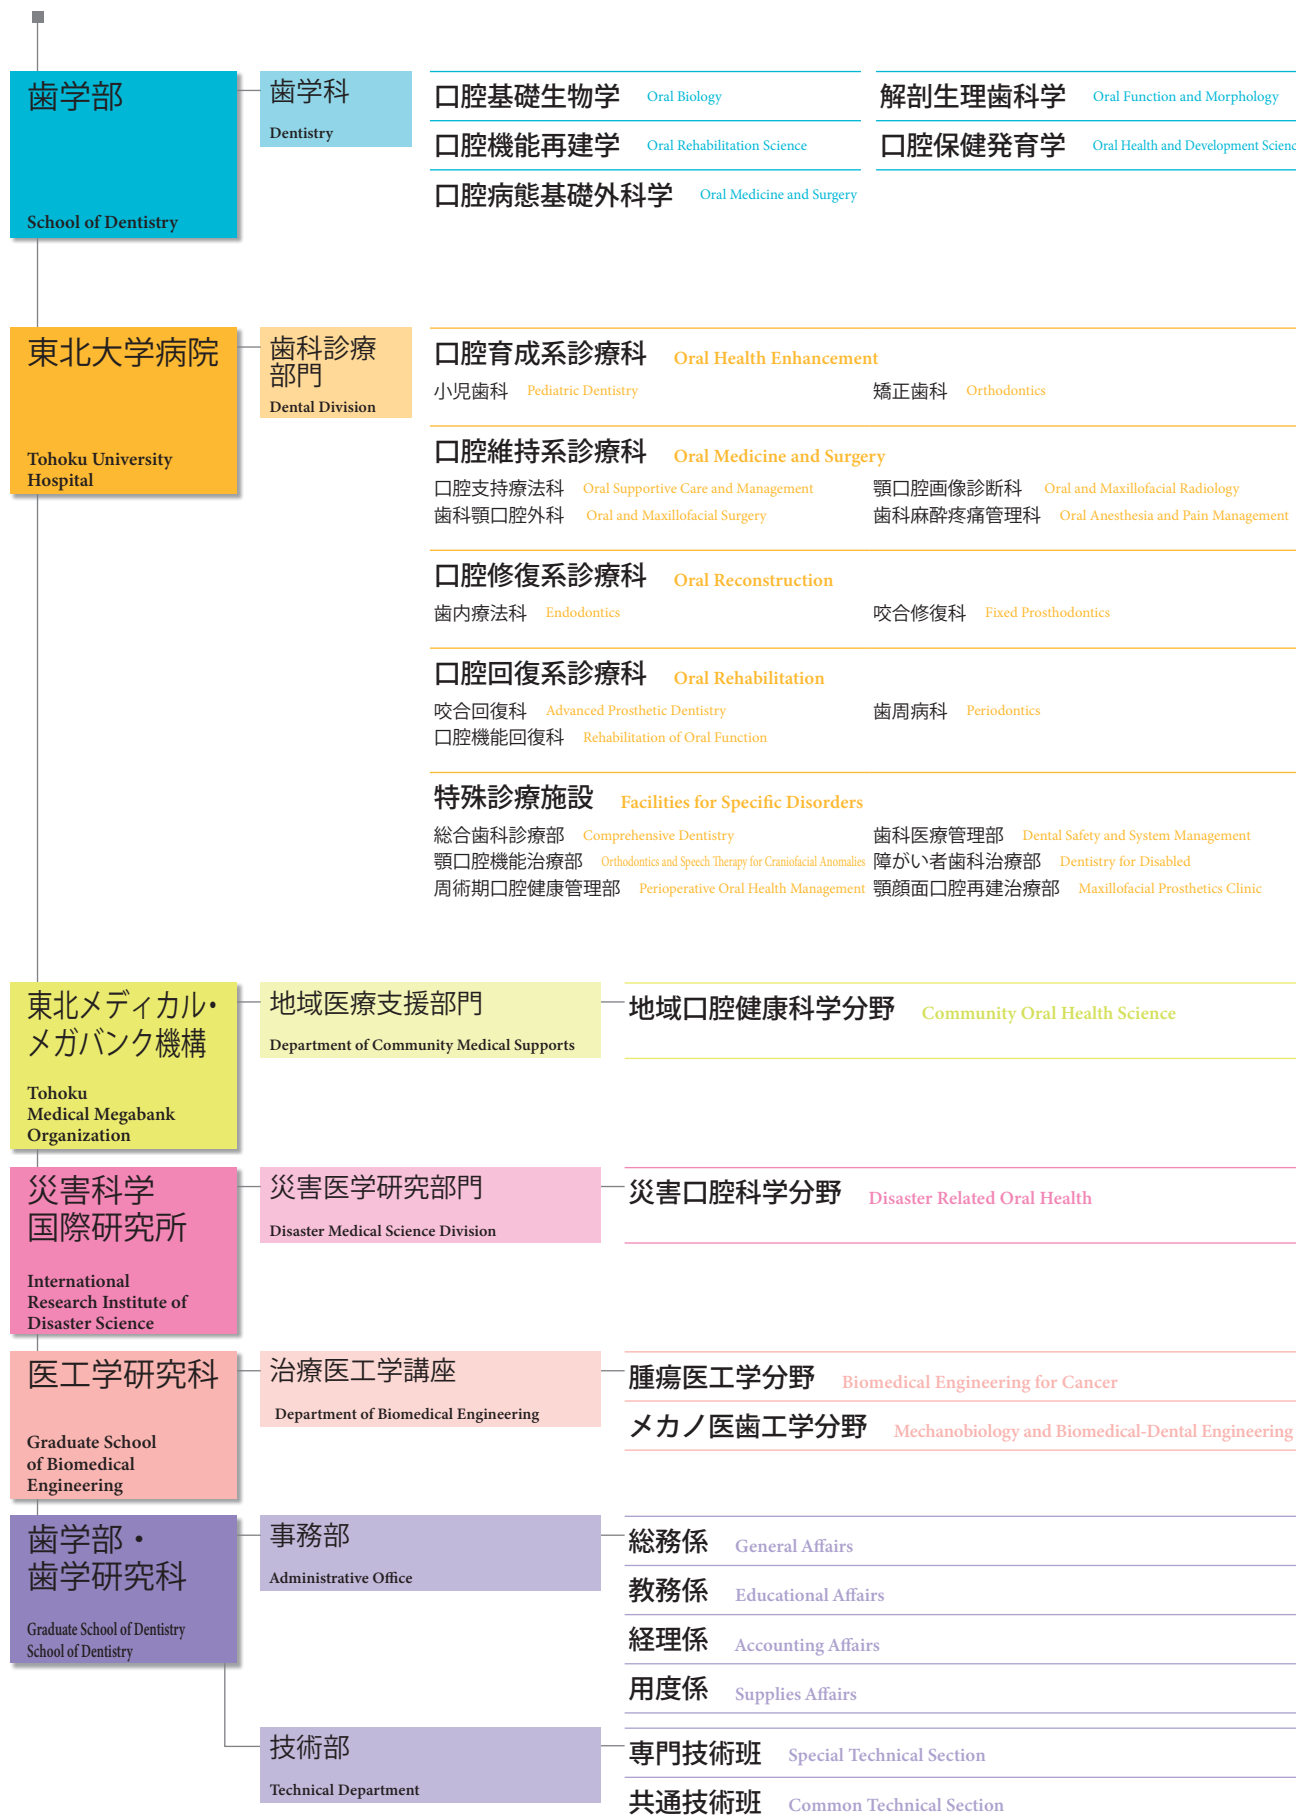 歯学部
School of Dentistry
歯学科
Dentistry
口腔基礎生物学 Oral Biology
解剖生理歯科学 Oral Function and Morphology
口腔機能再建学 Oral Rehabilitation Science
口腔保健発育学 Oral Health and Development Scienc
口腔病態基礎外科学 Oral Medicine and Surgery
東北大学病院
Tohoku University
Hospital
歯科診療
部門
Dental Division
口腔育成系診療科 Oral Health Enhancement
小児歯科 Pediatric Dentistry
矯正歯科 Orthodontics
口腔維持系診療科 Oral Medicine and Surgery
口腔支持療法科 Oral Supportive Care and Management
顎口腔画像診断科 Oral and Maxillofacial Radiology
歯科顎口腔外科 Oral and Maxillofacial Surgery
歯科麻酔疼痛管理科 Oral Anesthesia and Pain Management
口腔修復系診療科 Oral Reconstruction
歯内療法科 Endodontics
咬合修復科 Fixed Prosthodontics
口腔回復系診療科 Oral Rehabilitation
咬合回復科 Advanced Prosthetic Dentistry
歯周病科 Periodontics
口腔機能回復科 Rehabilitation of Oral Function
特殊診療施設 Facilities for Specific Disorders
総合歯科診療部 Comprehensive Dentistry
歯科医療管理部 Dental Safety and System Management
顎口腔機能治療部 Orthodontics and Speech Therapy for Craniofacial Anomalies
障がい者歯科治療部 Dentistry for Disabled
周術期口腔健康管理部 Perioperative Oral Health Management
顎顔面口腔再建治療部 Maxillofacial Prosthetics Clinic
東北メディカル・
メガバンク機構
Tohoku
Medical Megabank
Organization
地域医療支援部門
Department of Community Medical Supports
地域口腔健康科学分野 Community Oral Health Science
災害科学
国際研究所
International
Research Institute of
Disaster Science
災害医学研究部門
Disaster Medical Science Division
災害口腔科学分野 Disaster Related Oral Health
医工学研究科
Graduate School
of Biomedical
Engineering
治療医工学講座
Department of Biomedical Engineering
腫瘍医工学分野 Biomedical Engineering for Cancer
メカノ医歯工学分野 Mechanobiology and Biomedical-Dental Engineering
歯学部・
歯学研究科
Graduate School of Dentistry
School of Dentistry
事務部
Administrative Office
総務係 General Affairs
教務係 Educational Affairs
経理係 Accounting Affairs
用度係 Supplies Affairs
技術部
Technical Department
専門技術班 Special Technical Section
共通技術班 Common Technical Section